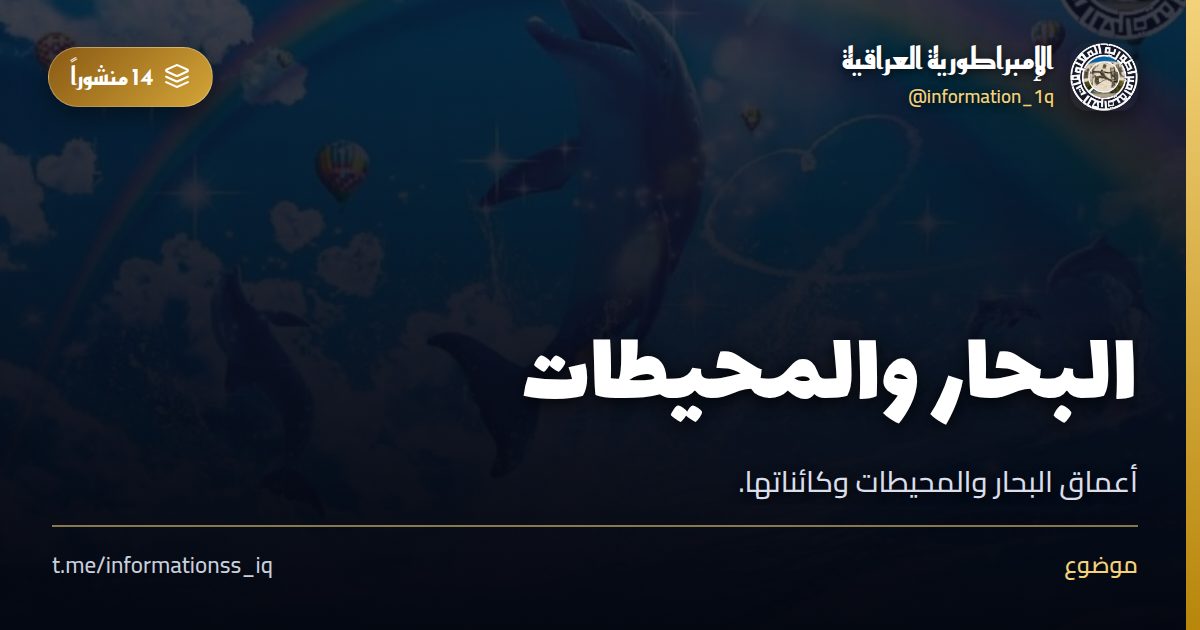 الإمبراطورية العراقية
@information_1q
14 منشوراً
البحار والمحيطات
أعماق البحار والمحيطات وكائناتها.
موضوع
t.me/informationss_iq